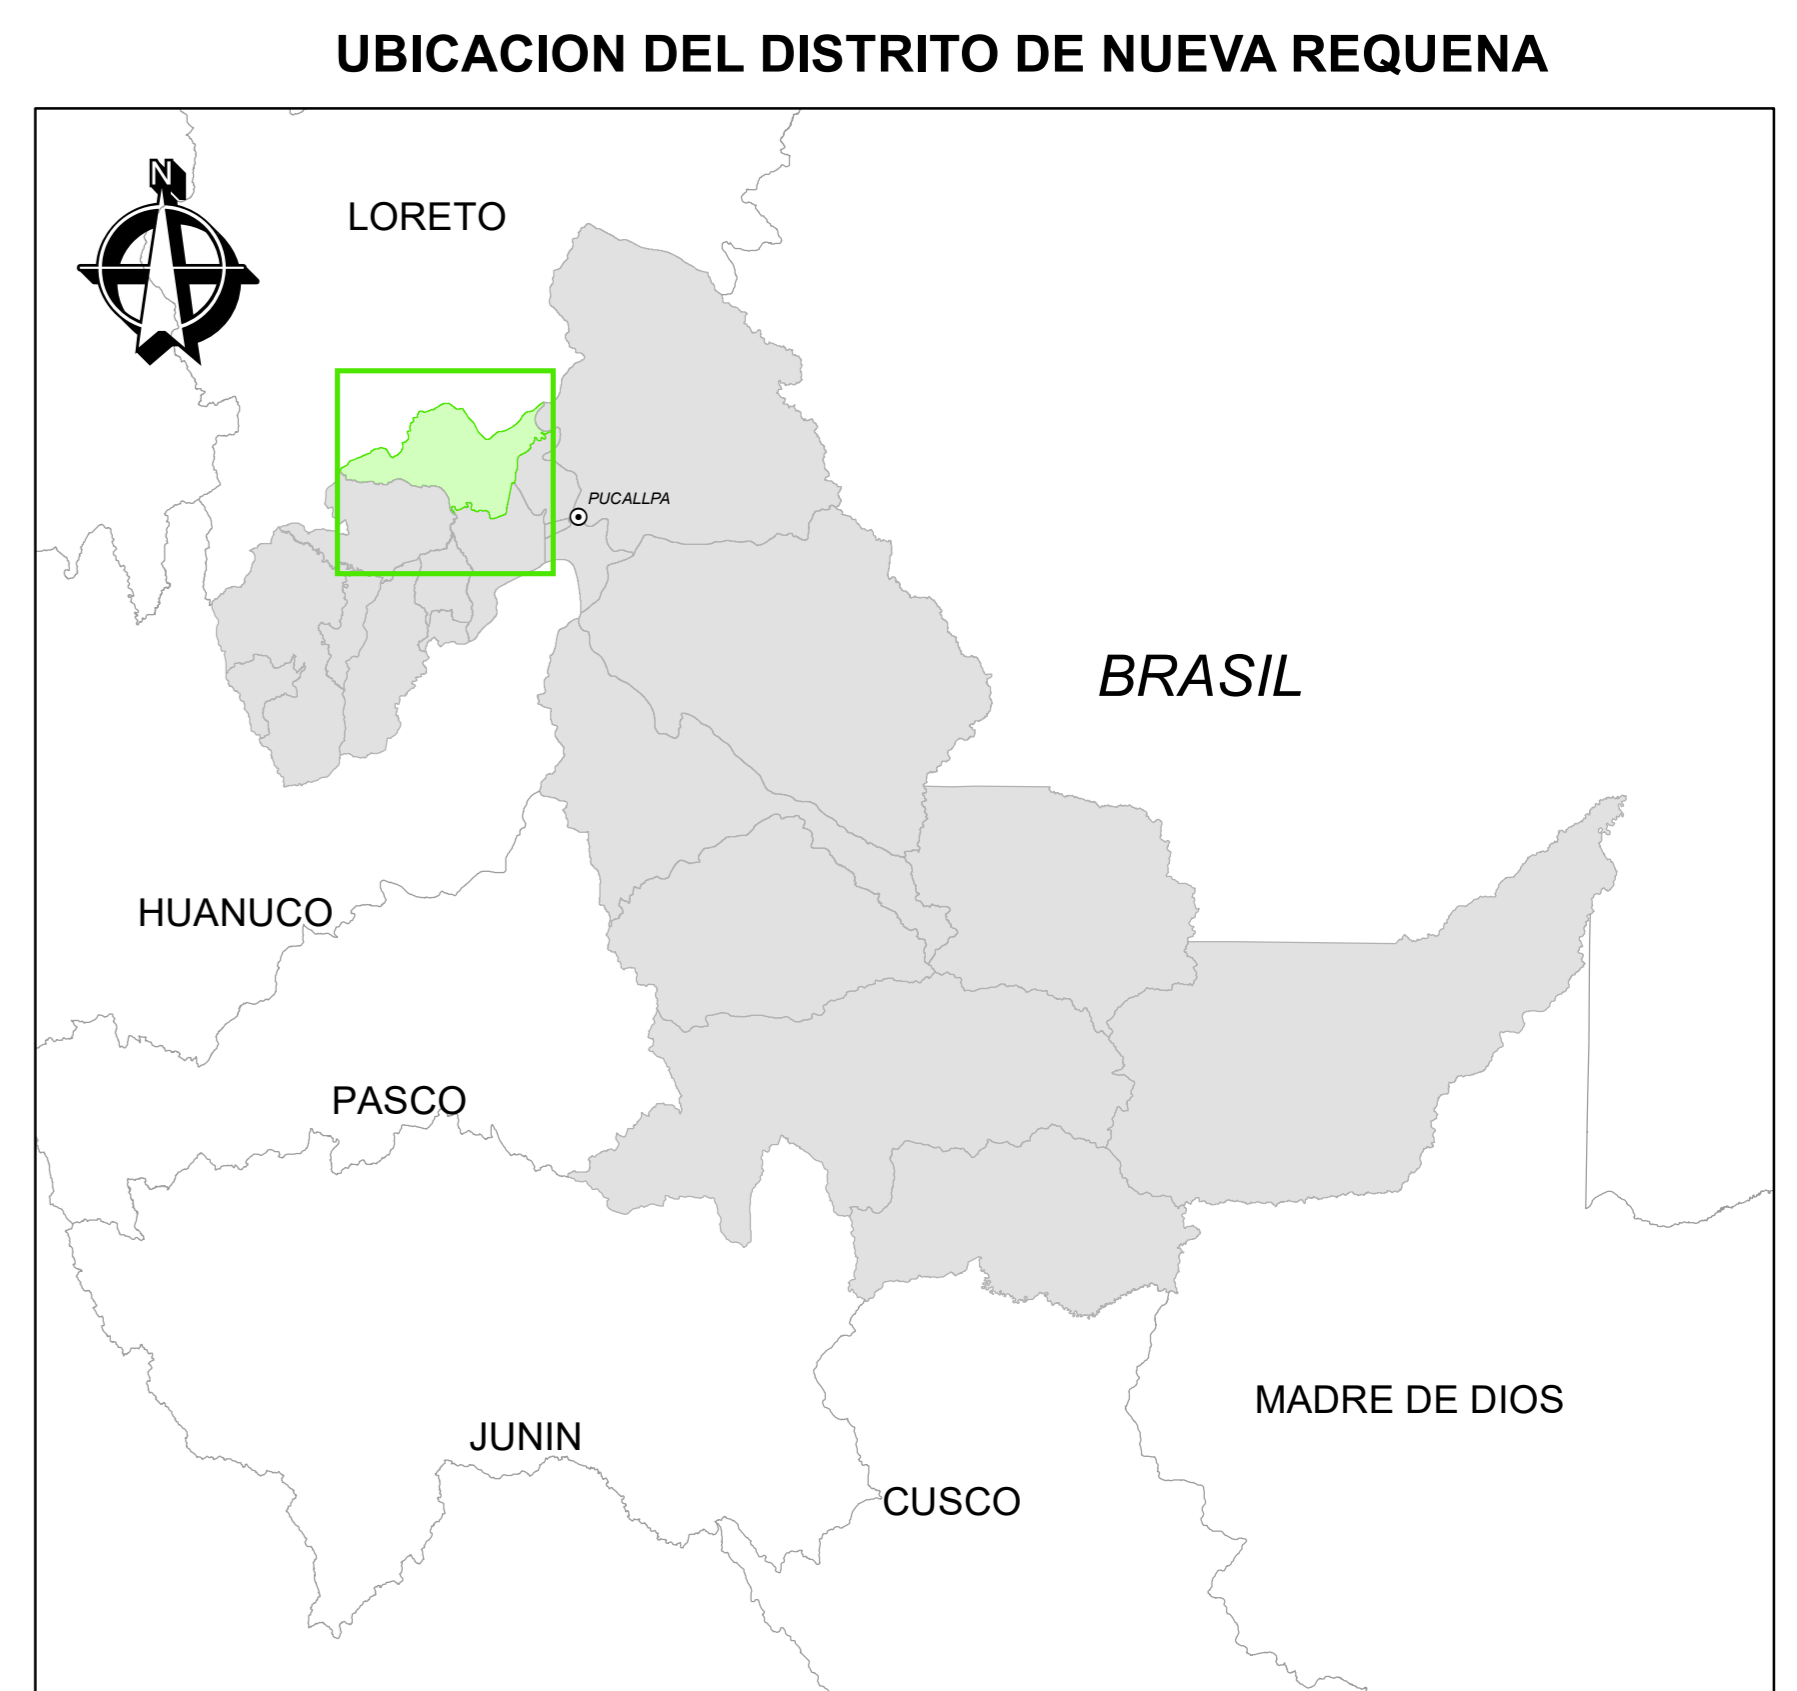 UBICACION DEL DISTRITO DE NUEVA REQUENA
N
LORETO
PUCALLPA
BRASIL
HUANUCO
PASCO
MADRE DE DIOS
JUNIN
CUSCO